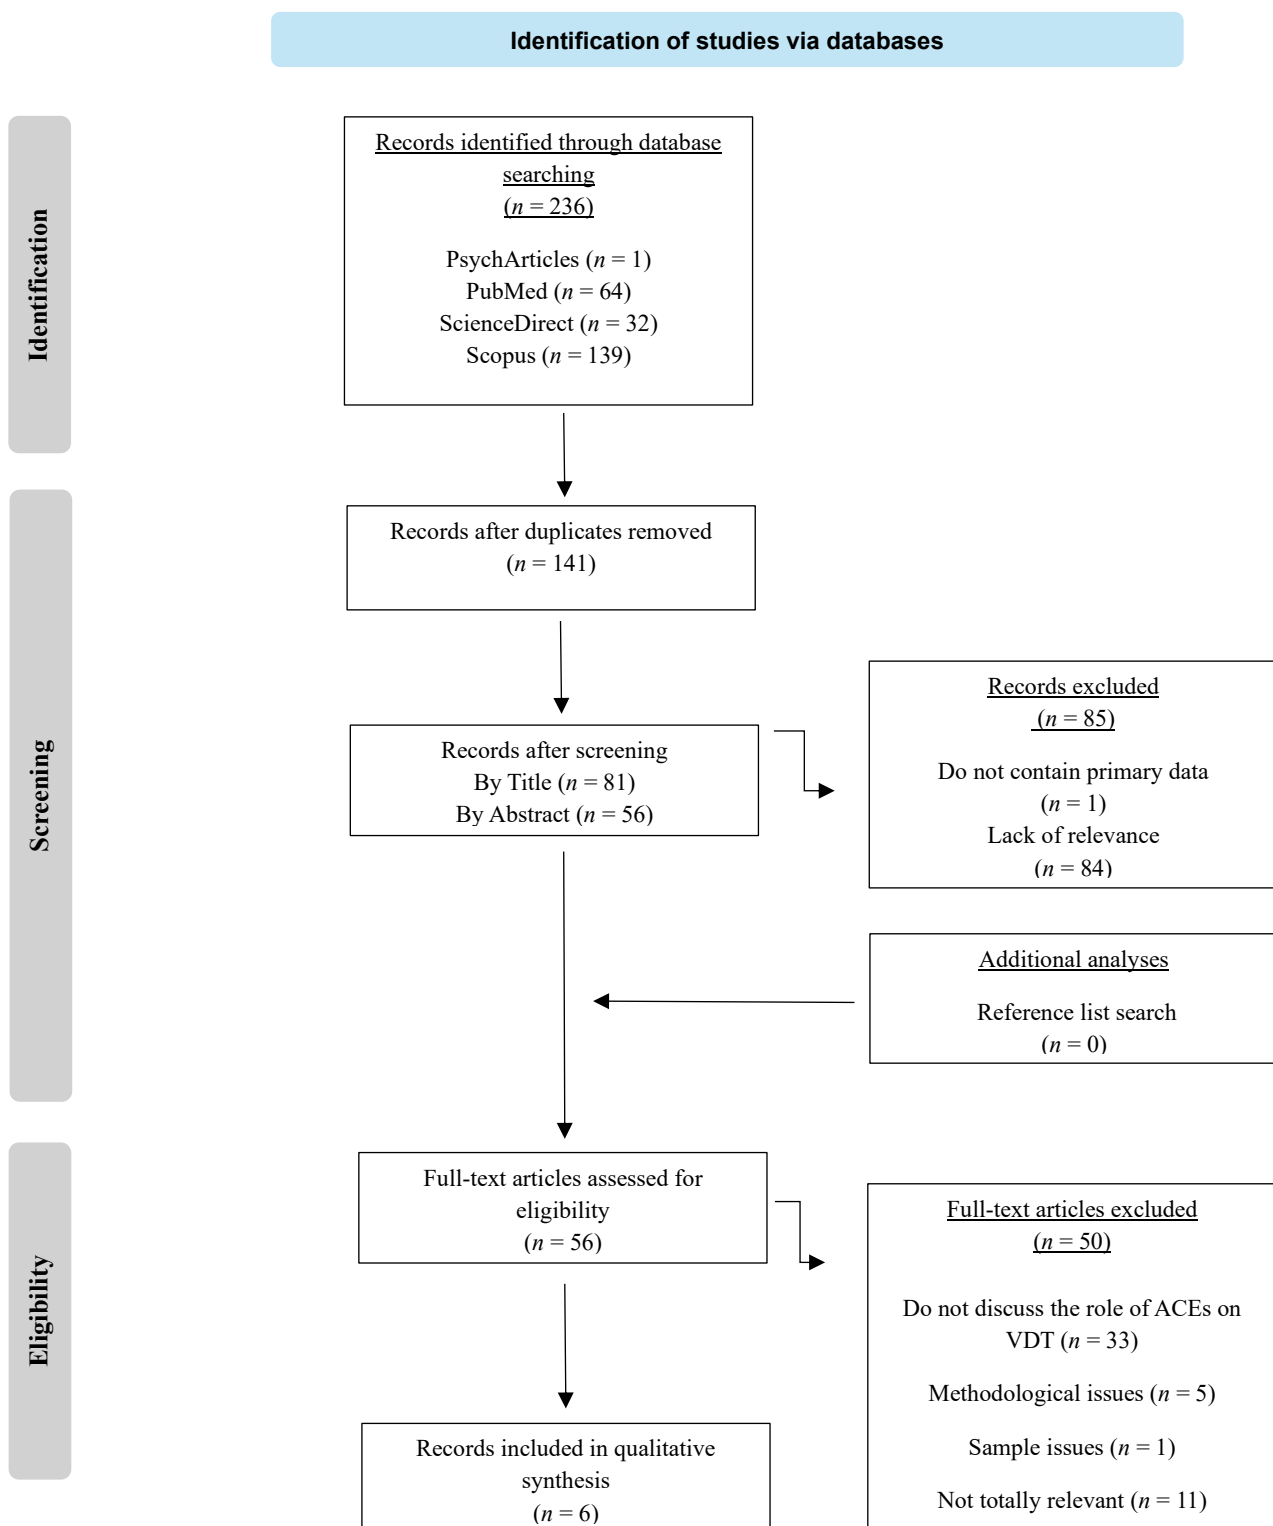 Identification of studies via databases
Identification
Records identified through database
searching
(n = 236)
PsychArticles (n = 1)
PubMed (n = 64)
ScienceDirect (n = 32)
Scopus (n = 139)
Screening
Records after duplicates removed
(n = 141)
Records after screening
By Title (n = 81)
By Abstract (n = 56)
Records excluded
(n = 85)
Do not contain primary data
(n = 1)
Lack of relevance
(n = 84)
Additional analyses
Reference list search
(n = 0)
Eligibility
Full-text articles assessed for
eligibility
(n = 56)
Full-text articles excluded
(n = 50)
Do not discuss the role of ACEs on
VDT (n = 33)
Methodological issues (n = 5)
Sample issues (n = 1)
Not totally relevant (n = 11)
Records included in qualitative
synthesis
(n = 6)